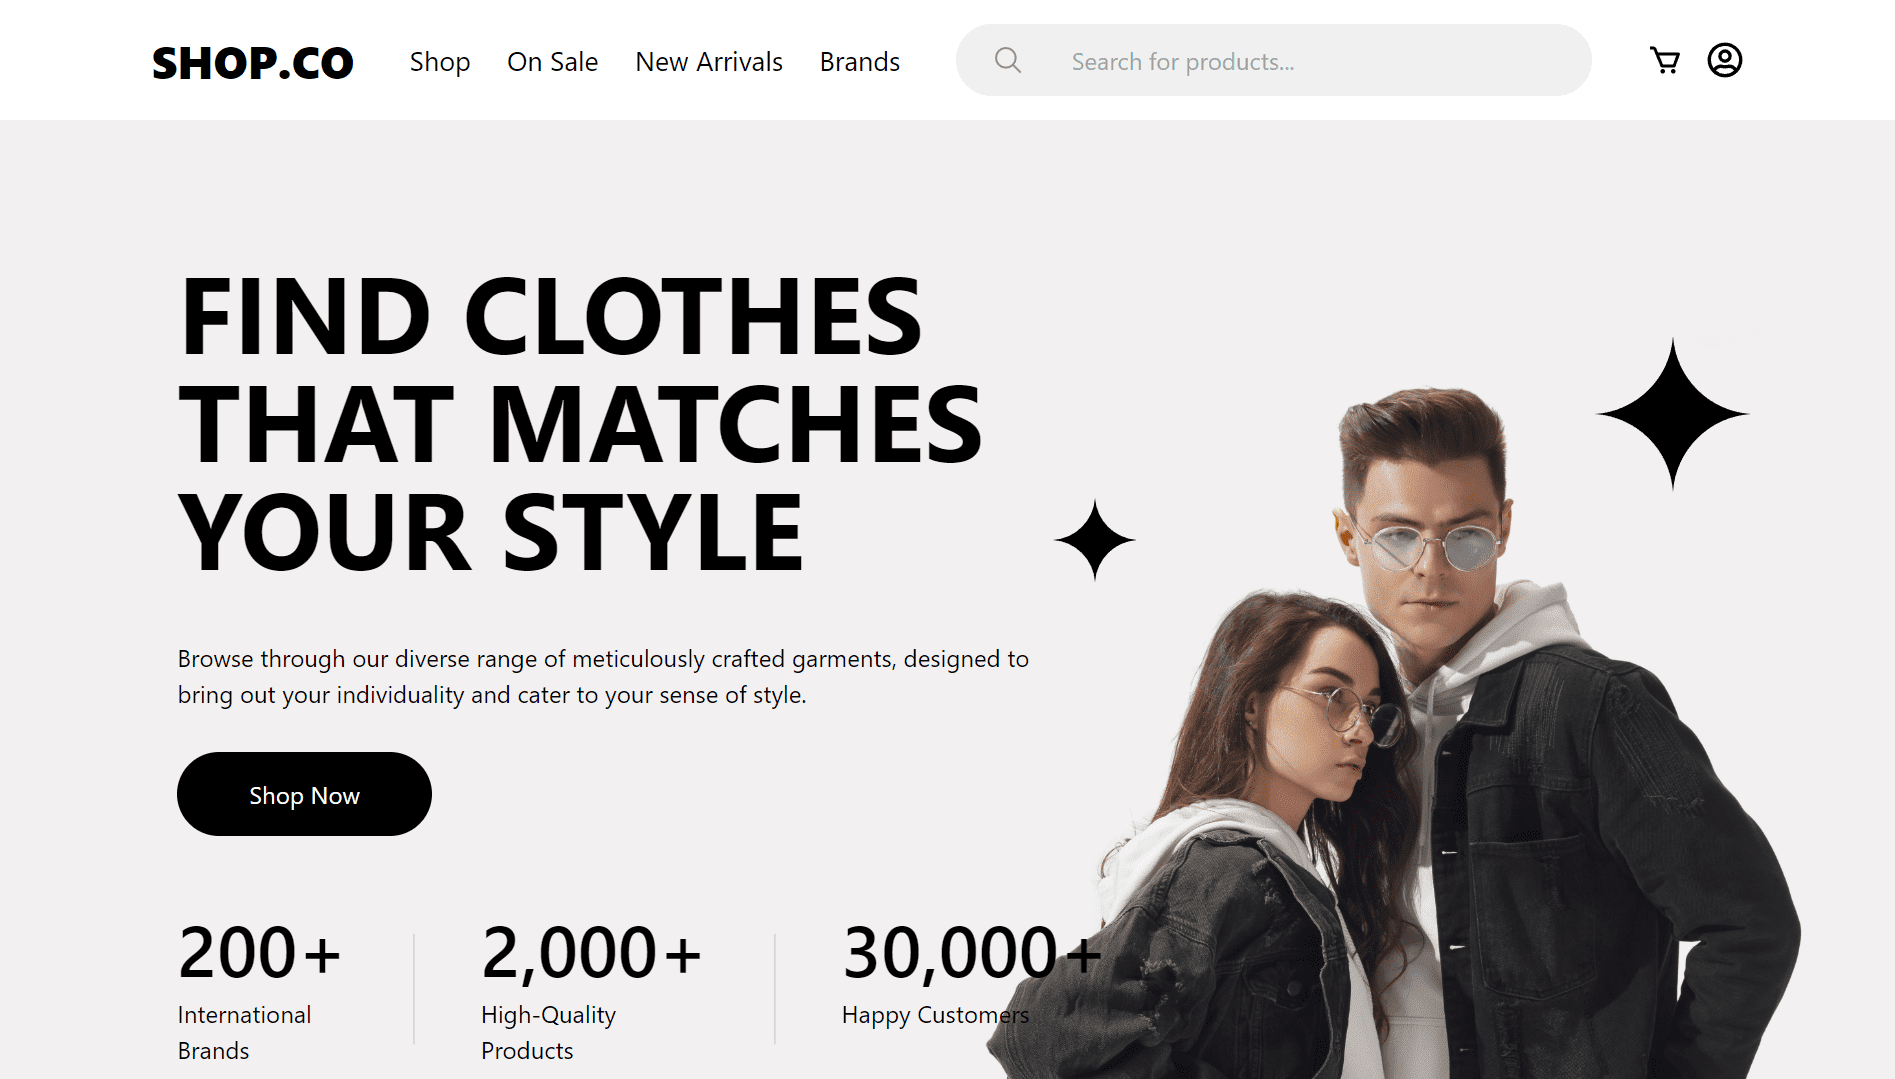 SHOP.CO
Shop
On Sale
New Arrivals
Brands
Search for products...
FIND CLOTHES
THAT MATCHES
YOUR STYLE
Browse through our diverse range of meticulously crafted garments, designed to
bring out your individuality and cater to your sense of style.
Shop Now
200+
International
Brands
2,000+
High-Quality
Products
30,000+
Happy Customers